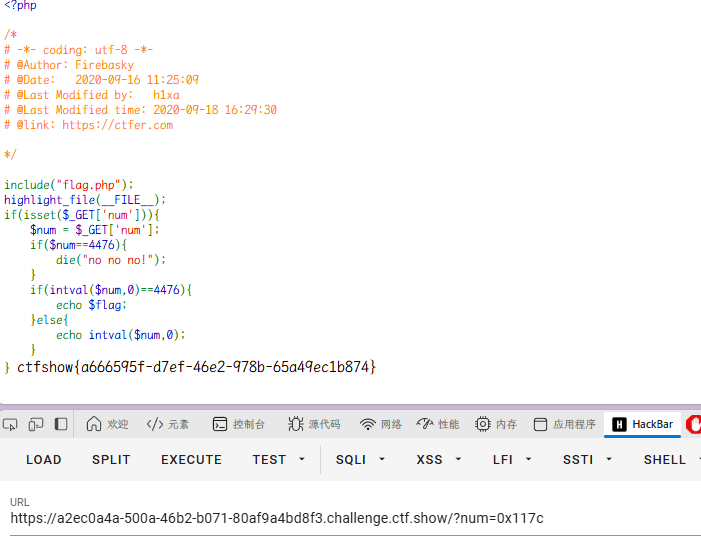 <?php
/*
# -*- coding: utf-8 -*-
# @Author: Firebasky
# @Date:   2020-09-16 11:25:09
# @Last Modified by:   h1xa
# @Last Modified time: 2020-09-18 16:29:30
# @link: https://ctfer.com
*/
include("flag.php");
highlight_file(__FILE__);
if(isset($_GET['num'])){
    $num = $_GET['num'];
    if($num==4476){
        die("no no no!");
    }
    if(intval($num,0)==4476){
        echo $flag;
    }else{
        echo intval($num,0);
    }
} ctfshow{a666595f-d7ef-46e2-978b-65a49ec1b874}
欢迎 </> 元素 控制台 源代码 网络 性能 内存 应用程序 H HackBar
LOAD SPLIT EXECUTE TEST SQLI XSS LFI SSTI SHELL
URL
https://a2ec0a4a-500a-46b2-b071-80af9a4bd8f3.challenge.ctf.show/?num=0x117c